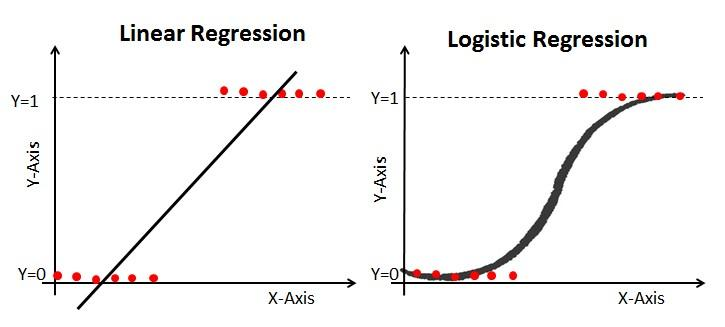 Linear Regression
Y=1
Y-Axis
Y=0
X-Axis
Logistic Regression
Y=1
Y-Axis
Y=0
X-Axis